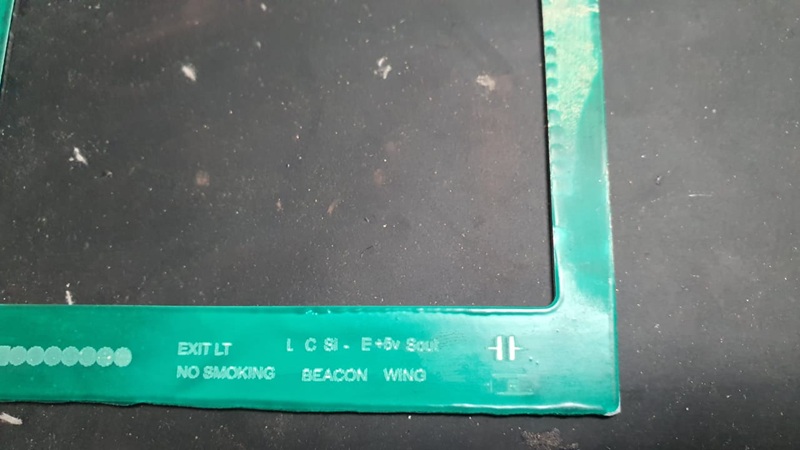 EXIT LT L C SI - E +5v Sout
NO SMOKING BEACON WING